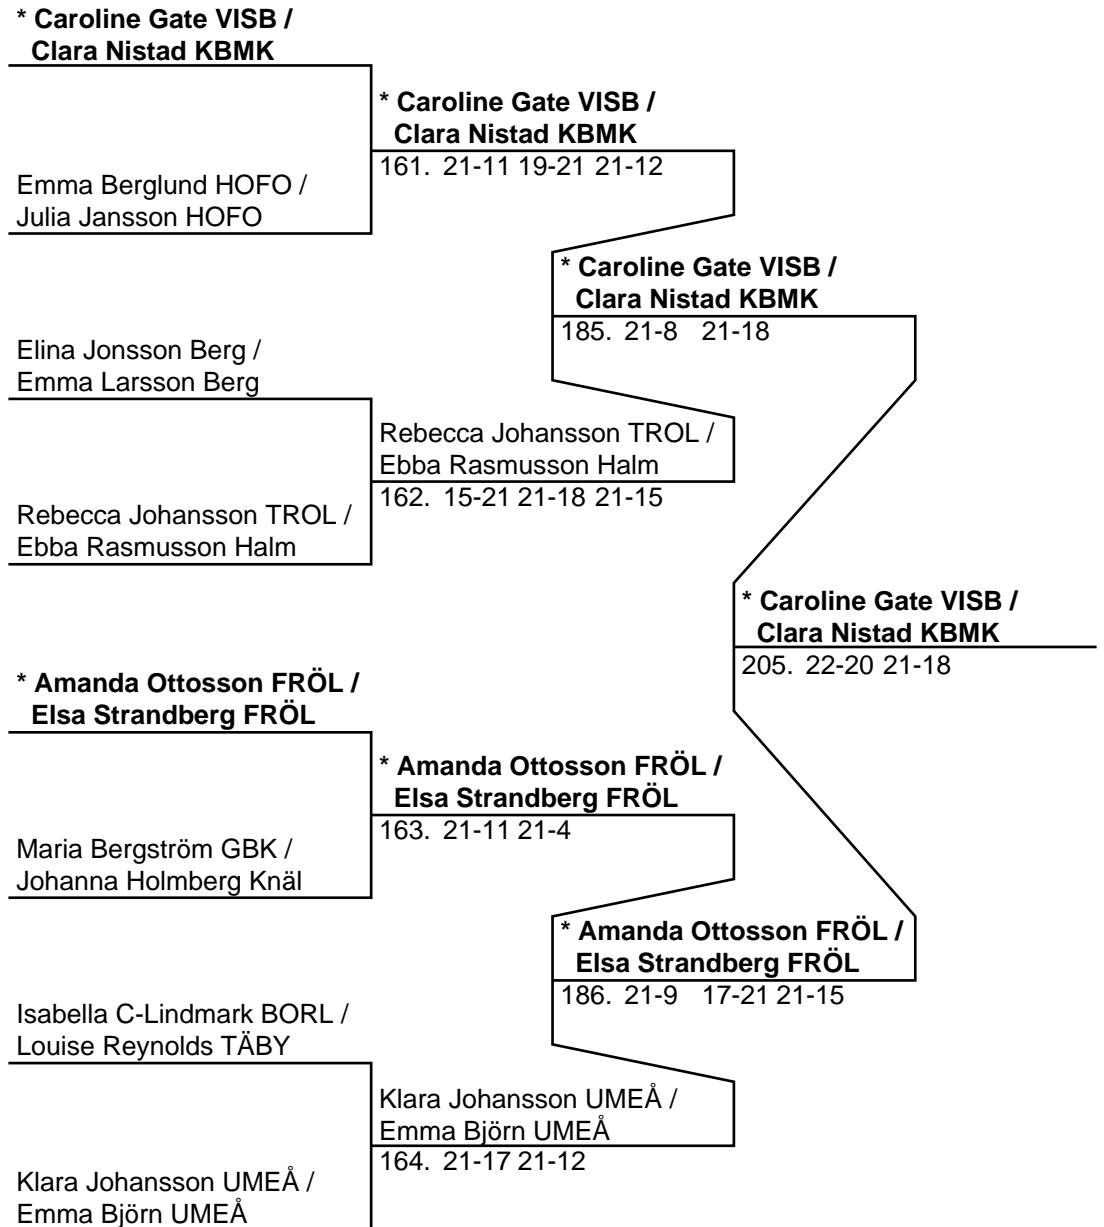 * Caroline Gate VISB /
Clara Nistad KBMK
* Caroline Gate VISB /
Clara Nistad KBMK
161. 21-11 19-21 21-12
Emma Berglund HOFO /
Julia Jansson HOFO
* Caroline Gate VISB /
Clara Nistad KBMK
185. 21-8 21-18
Elina Jonsson Berg /
Emma Larsson Berg
Rebecca Johansson TROL /
Ebba Rasmusson Halm
162. 15-21 21-18 21-15
Rebecca Johansson TROL /
Ebba Rasmusson Halm
* Caroline Gate VISB /
Clara Nistad KBMK
205. 22-20 21-18
* Amanda Ottosson FRÖL /
Elsa Strandberg FRÖL
* Amanda Ottosson FRÖL /
Elsa Strandberg FRÖL
163. 21-11 21-4
Maria Bergström GBK /
Johanna Holmberg Knäl
* Amanda Ottosson FRÖL /
Elsa Strandberg FRÖL
186. 21-9 17-21 21-15
Isabella C-Lindmark BORL /
Louise Reynolds TÄBY
Klara Johansson UMEÅ /
Emma Björn UMEÅ
164. 21-17 21-12
Klara Johansson UMEÅ /
Emma Björn UMEÅ